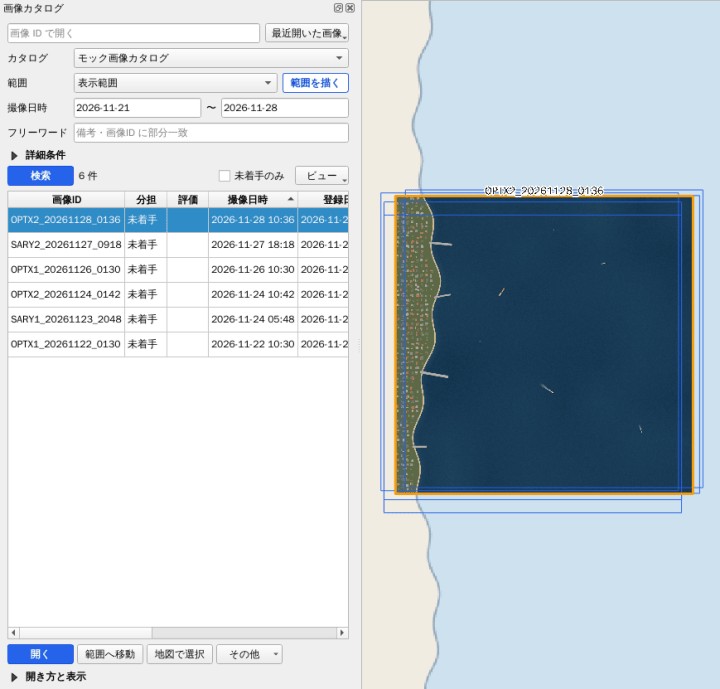 画像カタログ
画像 ID で開く
最近開いた画像
カタログ
モック画像カタログ
範囲
表示範囲
範囲を描く
撮像日時
2026-11-21
～
2026-11-28
フリーワード
備考・画像ID に部分一致
詳細条件
検索
6 件
未着手のみ
ビュー
画像ID 分担 評価 撮像日時 登録日
OPTX2_20261128_0136 未着手 2026-11-28 10:36 2026-11-2
SARY2_20261127_0918 未着手 2026-11-27 18:18 2026-11-2
OPTX1_20261126_0130 未着手 2026-11-26 10:30 2026-11-2
OPTX2_20261124_0142 未着手 2026-11-24 10:42 2026-11-2
SARY1_20261123_2048 未着手 2026-11-24 05:48 2026-11-2
OPTX1_20261122_0130 未着手 2026-11-22 10:30 2026-11-2
開く
範囲へ移動
地図で選択
その他
開き方と表示
OPTX2_20261128_0136